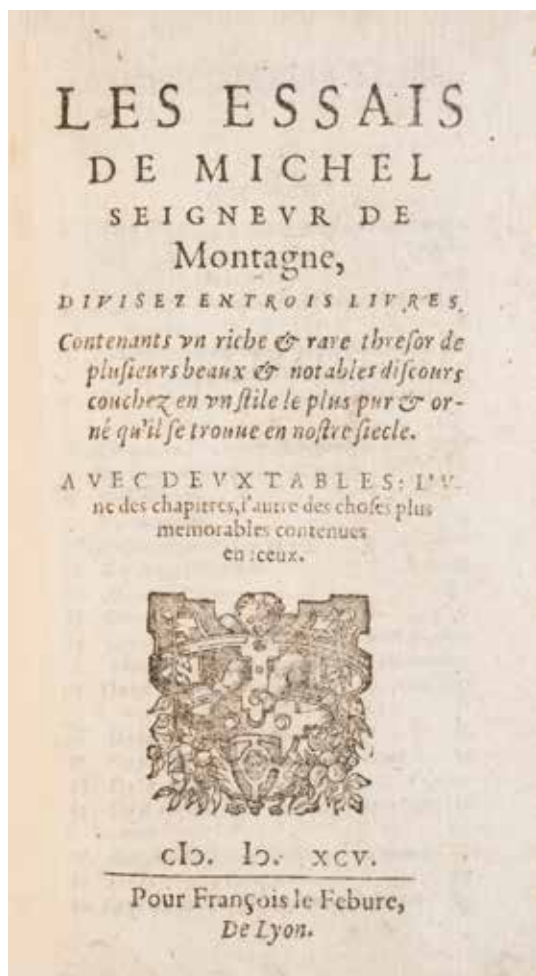 LES ESSAIS
DE MICHEL
SEIGNEVR DE
Montagne,
DIVISEZ EN TROIS LIVRES.
Contenants vn riche & rare threſor de
pluſieurs beaux & notables diſcours
couchez en vn ſtile le plus pur & or-
né qu'il ſe trouue en noſtre ſiecle.
AVEC DEVX TABLES: L'V-
ne des chapitres, l'autre des choſes plus
memorables contenues
en iceux.
cIↄ. Iↄ. XCV.
Pour François le Febure,
De Lyon.